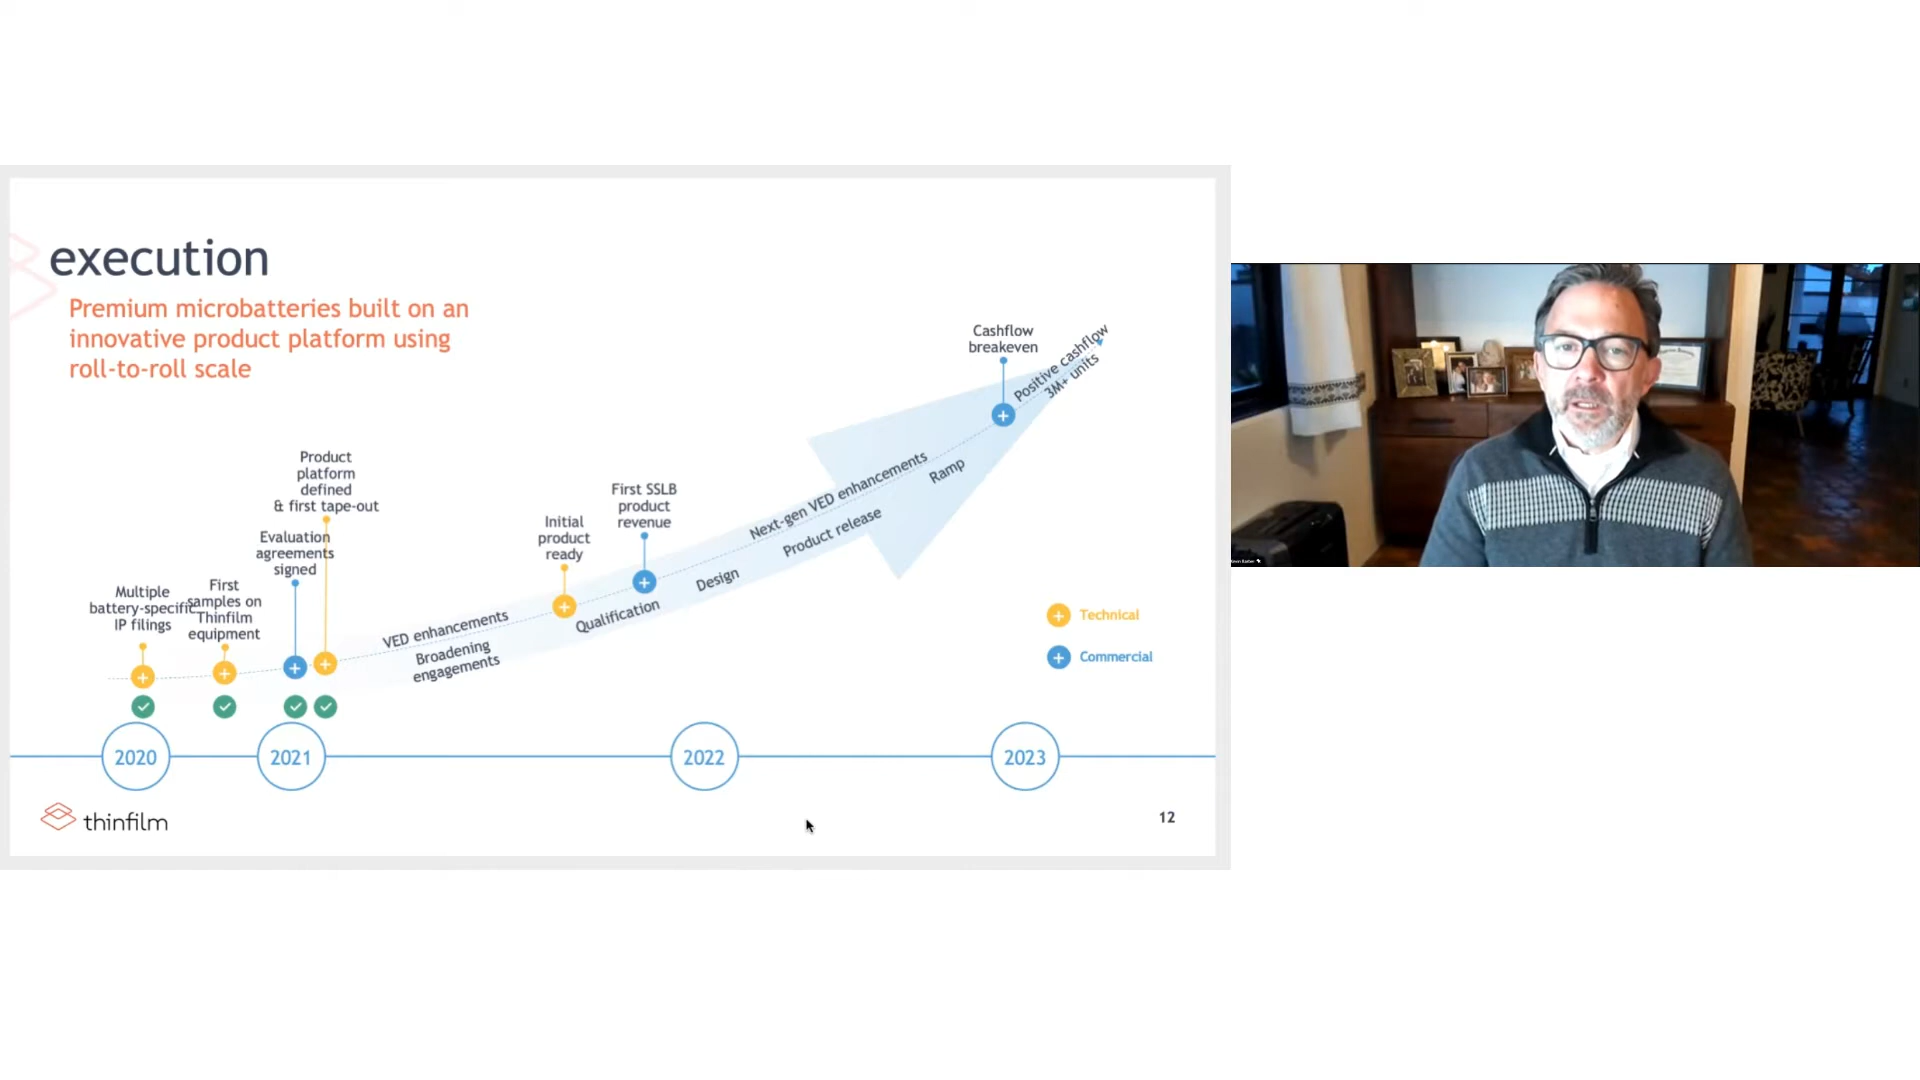 execution
Premium microbatteries built on an
innovative product platform using
roll-to-roll scale
Cashflow
breakeven
Positive cashflow
3M+ units
Product
platform
defined
& first tape-out
Evaluation
agreements
signed
First SSLB
product
revenue
Initial
product
ready
Multiple
battery-specific
IP filings
First
samples on
Thinfilm
equipment
VED enhancements
Broadening
engagements
Qualification
Design
Next-gen VED enhancements
Product release
Ramp
Technical
Commercial
2020
2021
2022
2023
thinfilm
12